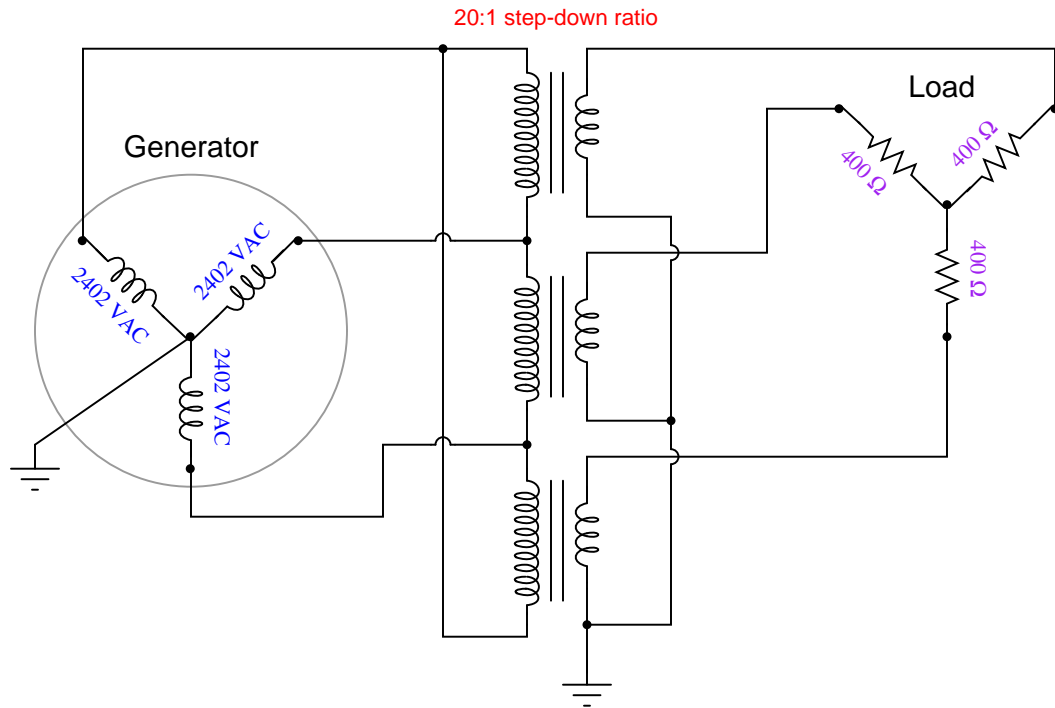 20:1 step-down ratio
Generator
Load
2402 VAC
2402 VAC
2402 VAC
400 Ω
400 Ω
400 Ω